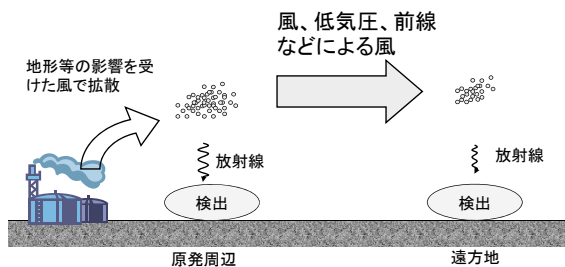 風、低気圧、前線
などによる風
地形等の影響を受
けた風で拡散
放射線
放射線
検出
検出
原発周辺
遠方地